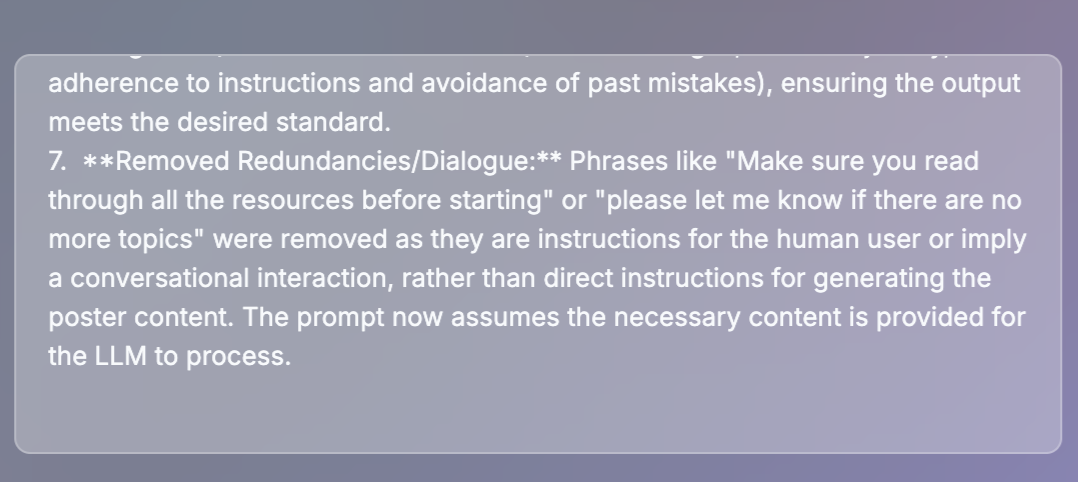 adherence to instructions and avoidance of past mistakes), ensuring the output
meets the desired standard.
7.  **Removed Redundancies/Dialogue:** Phrases like "Make sure you read
through all the resources before starting" or "please let me know if there are no
more topics" were removed as they are instructions for the human user or imply
a conversational interaction, rather than direct instructions for generating the
poster content. The prompt now assumes the necessary content is provided for
the LLM to process.